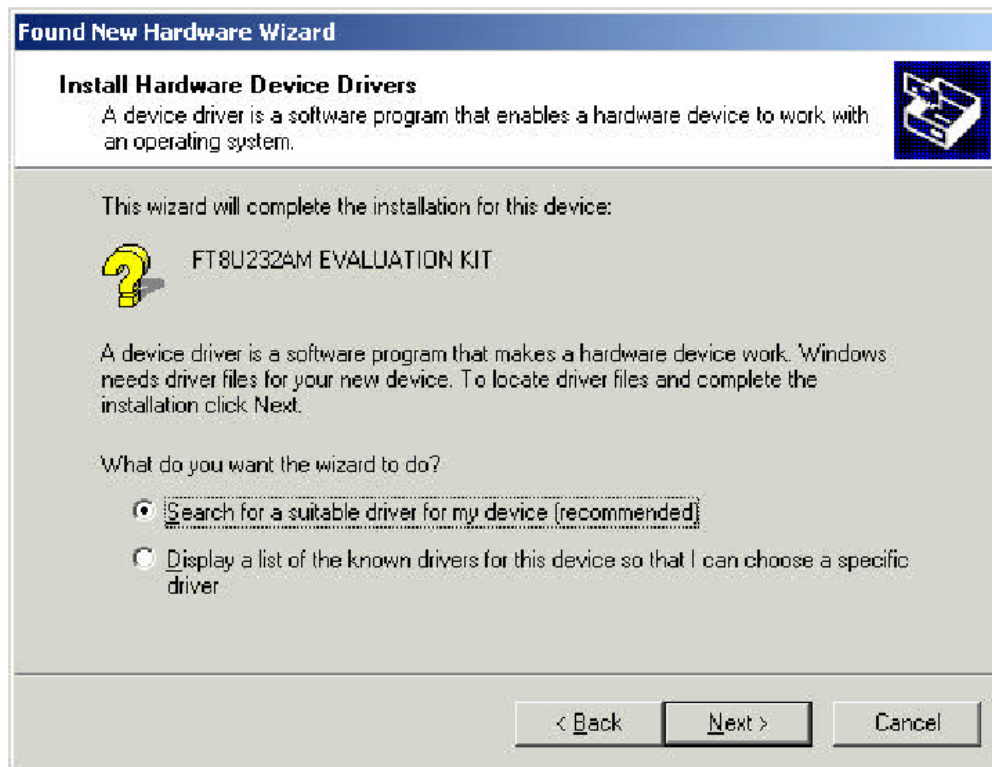 Found New Hardware Wizard
Install Hardware Device Drivers
A device driver is a software program that enables a hardware device to work with
an operating system.
This wizard will complete the installation for this device:
FT8U232AM EVALUATION KIT
A device driver is a software program that makes a hardware device work. Windows
needs driver files for your new device. To locate driver files and complete the
installation click Next.
What do you want the wizard to do?
Search for a suitable driver for my device (recommended)
Display a list of the known drivers for this device so that I can choose a specific
driver
< Back Next > Cancel